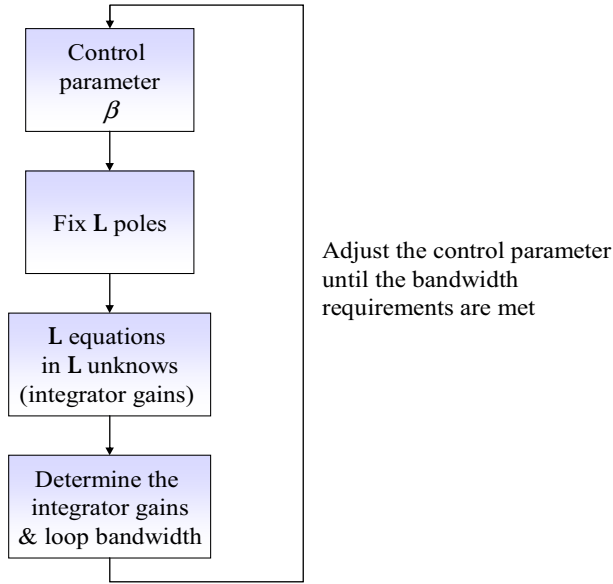 Control
parameter
β
Fix L poles
L equations
in L unknows
(integrator gains)
Determine the
integrator gains
& loop bandwidth
Adjust the control parameter
until the bandwidth
requirements are met